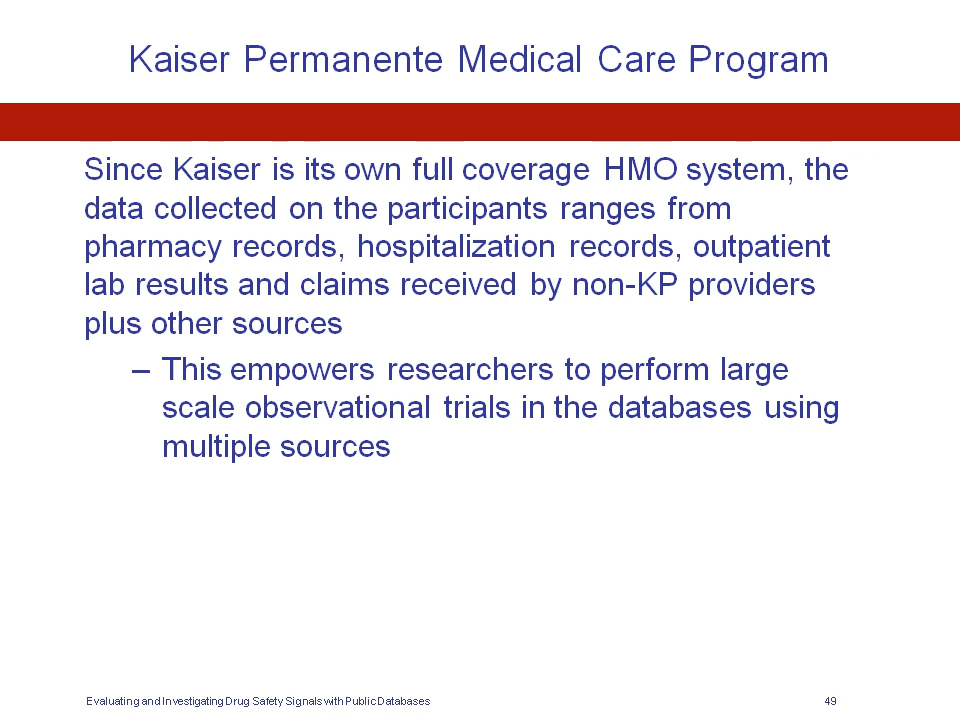 Kaiser Permanente Medical Care Program
Since Kaiser is its own full coverage HMO system, the
data collected on the participants ranges from
pharmacy records, hospitalization records, outpatient
lab results and claims received by non-KP providers
plus other sources
– This empowers researchers to perform large
scale observational trials in the databases using
multiple sources
Evaluating and Investigating Drug Safety Signals with Public Databases
49